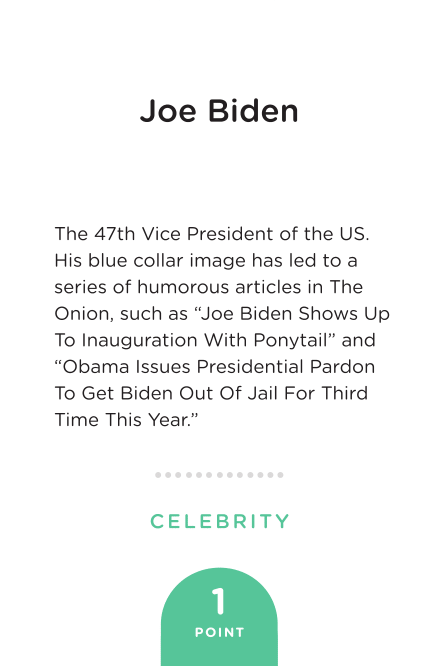 Joe Biden
The 47th Vice President of the US.
His blue collar image has led to a
series of humorous articles in The
Onion, such as “Joe Biden Shows Up
To Inauguration With Ponytail” and
“Obama Issues Presidential Pardon
To Get Biden Out Of Jail For Third
Time This Year.”
CELEBRITY
1
POINT